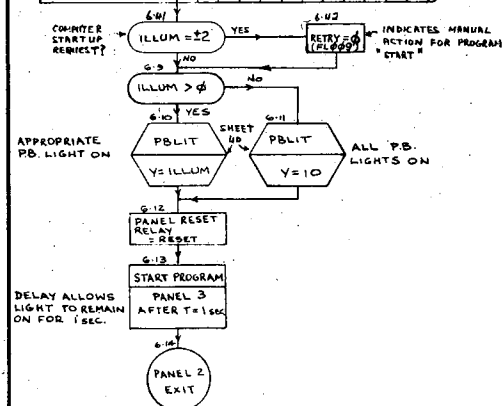 6.41
6.42
COMPUTER
STARTUP
REQUEST?
ILLUM = ±2
YES
RETRY = φ
(FL009)
INDICATES MANUAL
ACTION FOR PROGRAM
"START"
NO
6.9
ILLUM > φ
NO
YES
6.10
SHEET
4D
6.11
APPROPRIATE
P.B. LIGHT ON
PBLIT
Y = ILLUM
PBLIT
Y = 10
ALL P.B.
LIGHTS ON
6.12
PANEL RESET
RELAY
= RESET
6.13
START PROGRAM
PANEL 3
AFTER T = 1 SEC
DELAY ALLOWS
LIGHT TO REMAIN
ON FOR 1 SEC.
6.14
PANEL 2
EXIT